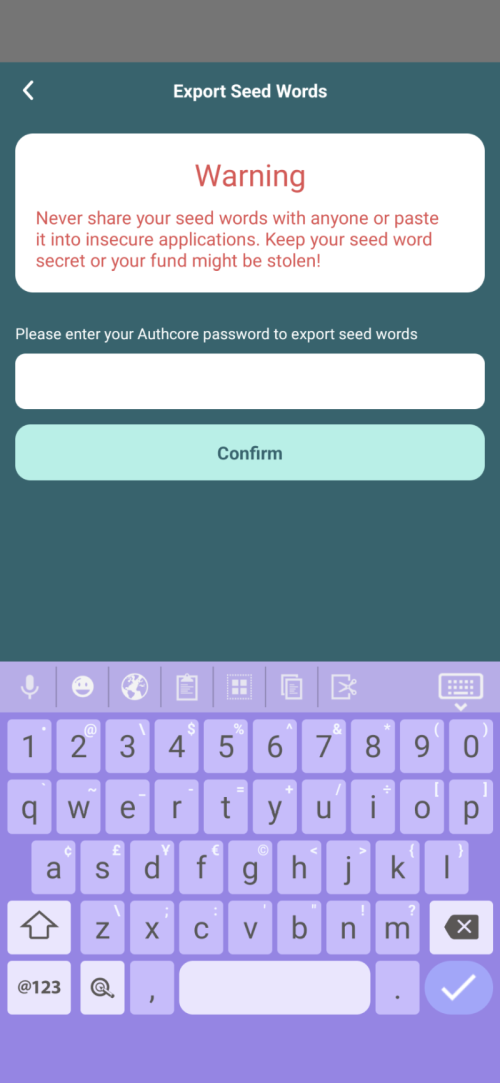 Export Seed Words
Warning
Never share your seed words with anyone or paste
it into insecure applications. Keep your seed word
secret or your fund might be stolen!
Please enter your Authcore password to export seed words
Confirm
• @ \ $ % ^ & * ( )
1 2 3 4 5 6 7 8 9 0
` ~ _ - = + / ÷ [ ]
q w e r t y u i o p
¢ £ ¥ € © < > { }
a s d f g h j k l
\ ; : ' " ! ?
z x c v b n m
@123 , .